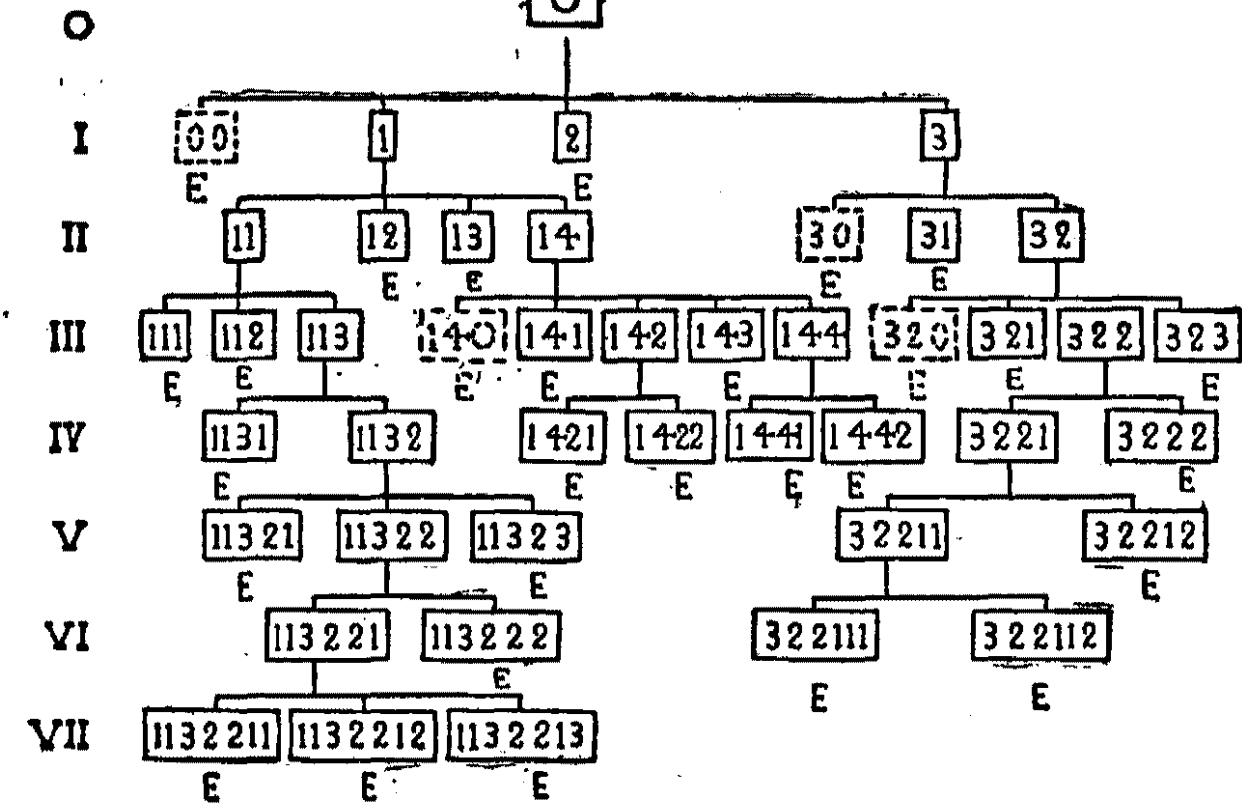 O 0
I 00 1 2 3
E E
II 11 12 13 14 30 31 32
E E E E
III 111 112 113 140 141 142 143 144 320 321 322 323
E E E E E E E E
IV 1131 1132 1421 1422 1441 1442 3221 3222
E E E E E E
V 11321 11322 11323 32211 32212
E E E
VI 113221 113222 322111 322112
E E E
VII 1132211 1132212 1132213
E E E